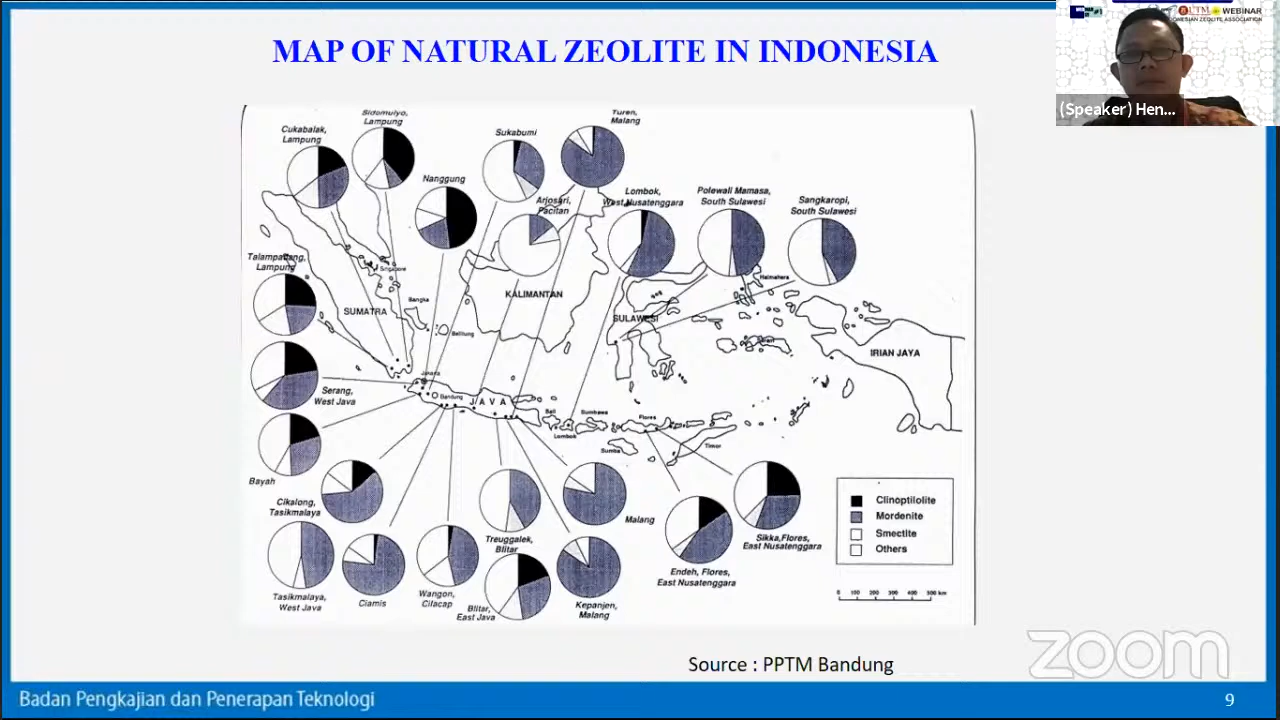 MAP OF NATURAL ZEOLITE IN INDONESIA
UTM
WEBINAR
ZEOLITE ASSOCIATION
(Speaker) Hen...
Cukabalak,
Lampung
Sidomulyo,
Lampung
Nanggung
Sukabumi
Turen,
Malang
Arjosari,
Pacitan
Lombok,
West Nusatenggara
Polewali Mamasa,
South Sulawesi
Sangkaropi,
South Sulawesi
Lampung
Singapore
SUMATRA
Bangka
Belitung
KALIMANTAN
SULAWESI
Halmahera
IRIAN JAYA
Serang,
West Java
Jakarta
Bandung
JAVA
Bali
Lombok
Sumbawa
Flores
Sumba
Timor
Bayah
Cikalong,
Tasikmalaya
Tasikmalaya,
West Java
Ciamis
Wangon,
Cilacap
Treuggalek,
Blitar
Blitar,
East Java
Malang
Kepanjen,
Malang
Endeh, Flores,
East Nusatenggara
Sikka,Flores,
East Nusatenggara
Clinoptilolite
Mordenite
Smectite
Others
0 100 200 300 400 500 km
Source : PPTM Bandung
zoom
Badan Pengkajian dan Penerapan Teknologi
9